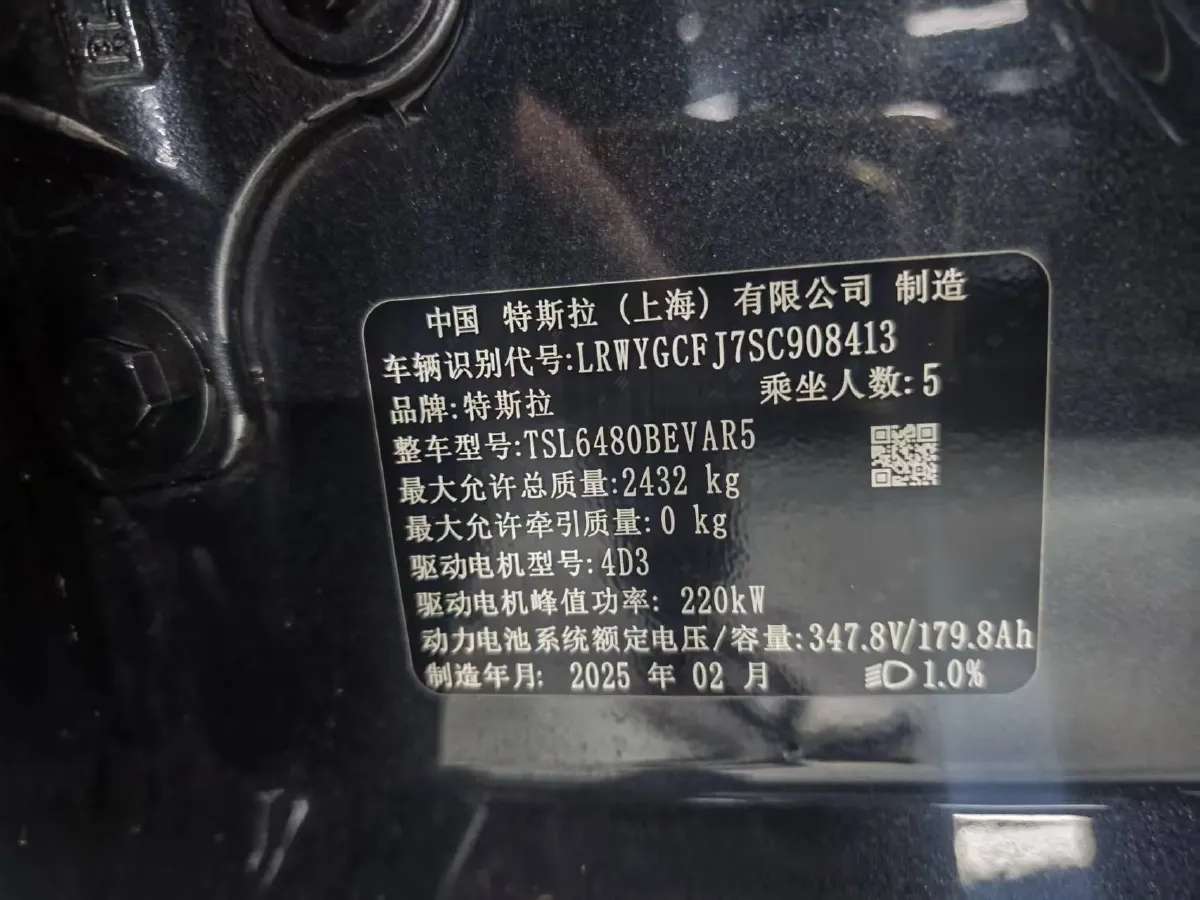 中国 特斯拉 (上海) 有限公司 制造
车辆识别代号:LRWYGCFJ7SC908413
品牌:特斯拉 乘坐人数:5
整车型号:TSL6480BEVAR5
最大允许总质量:2432 kg
最大允许牵引质量:0 kg
驱动电机型号:4D3
驱动电机峰值功率: 220kW
动力电池系统额定电压/容量:347.8V/179.8Ah
制造年月: 2025 年 02 月 1.0%